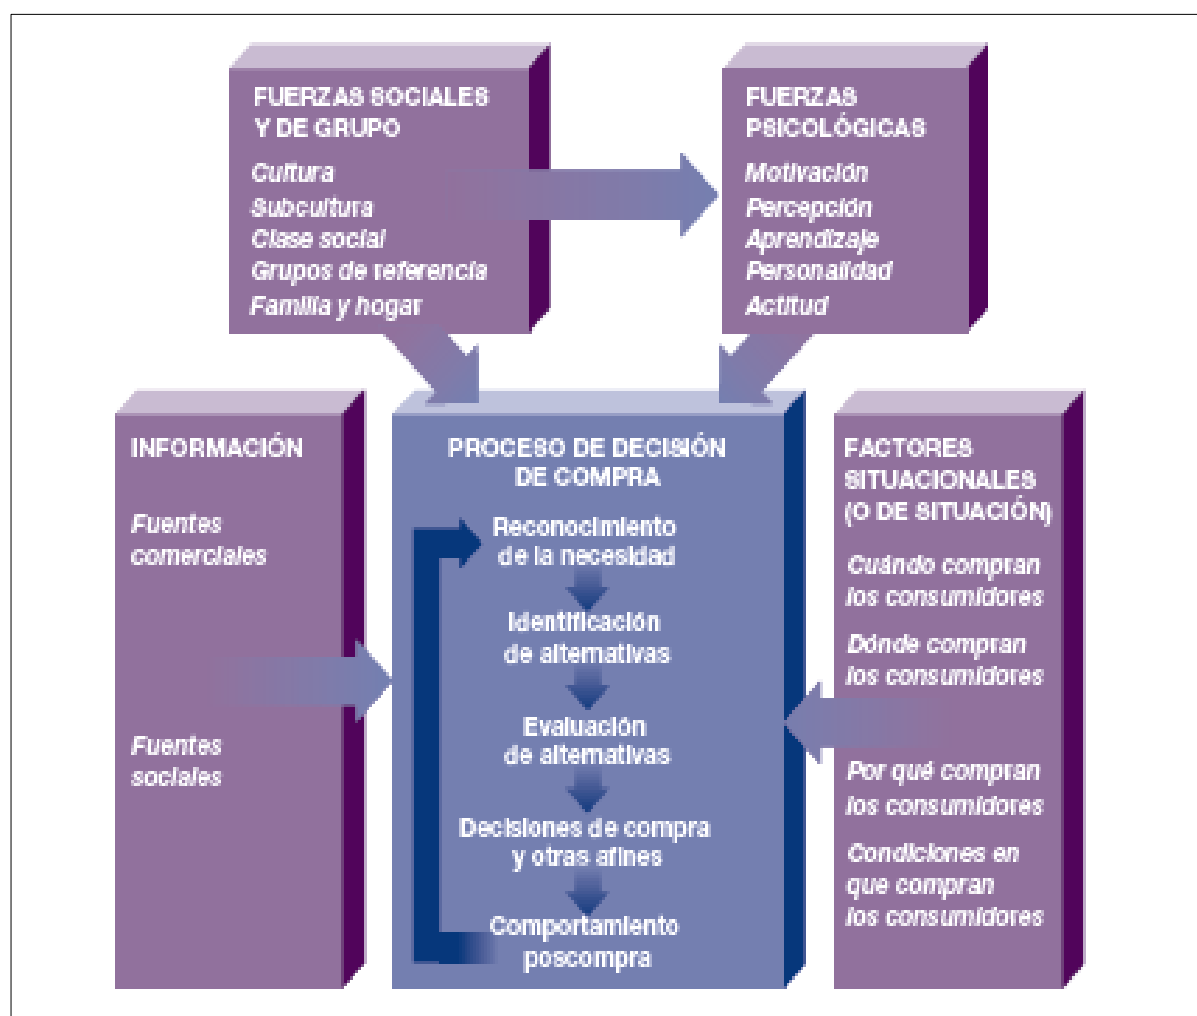 FUERZAS SOCIALES
Y DE GRUPO
Cultura
Subcultura
Clase social
Grupos de referencia
Familia y hogar
FUERZAS
PSICOLÓGICAS
Motivación
Percepción
Aprendizaje
Personalidad
Actitud
INFORMACIÓN
Fuentes
comerciales
Fuentes
sociales
PROCESO DE DECISIÓN
DE COMPRA
Reconocimiento
de la necesidad
Identificación
de alternativas
Evaluación
de alternativas
Decisiones de compra
y otras afines
Comportamiento
poscompra
FACTORES
SITUACIONALES
(O DE SITUACIÓN)
Cuándo compran
los consumidores
Dónde compran
los consumidores
Por qué compran
los consumidores
Condiciones en
que compran
los consumidores